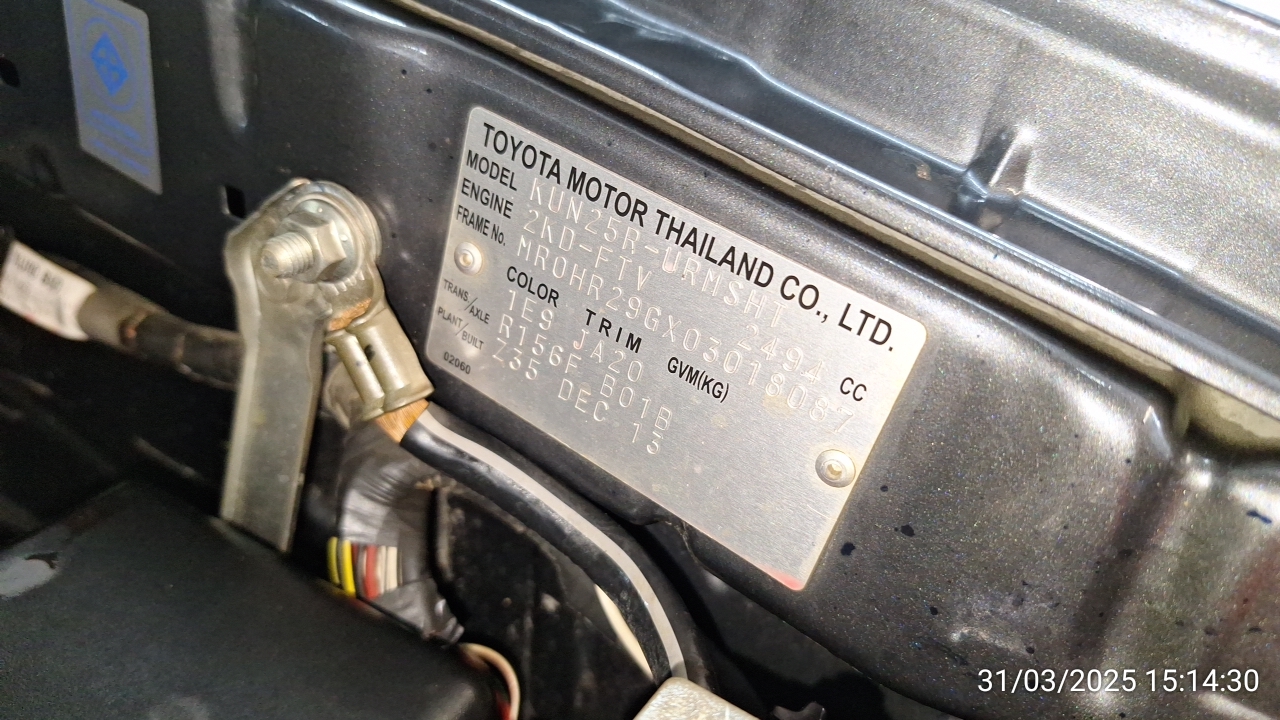 TOYOTA MOTOR THAILAND CO., LTD.
MODEL KUN25R-URMSHT
ENGINE 2KD-FTV 2494 CC
FRAME No. MR0HR29GX03018087
COLOR TRIM GVM(KG)
1E9 JA20
TRANS/AXLE R156F B01B
PLANT/BUILT Z35 DEC 15
02060
31/03/2025 15:14:30